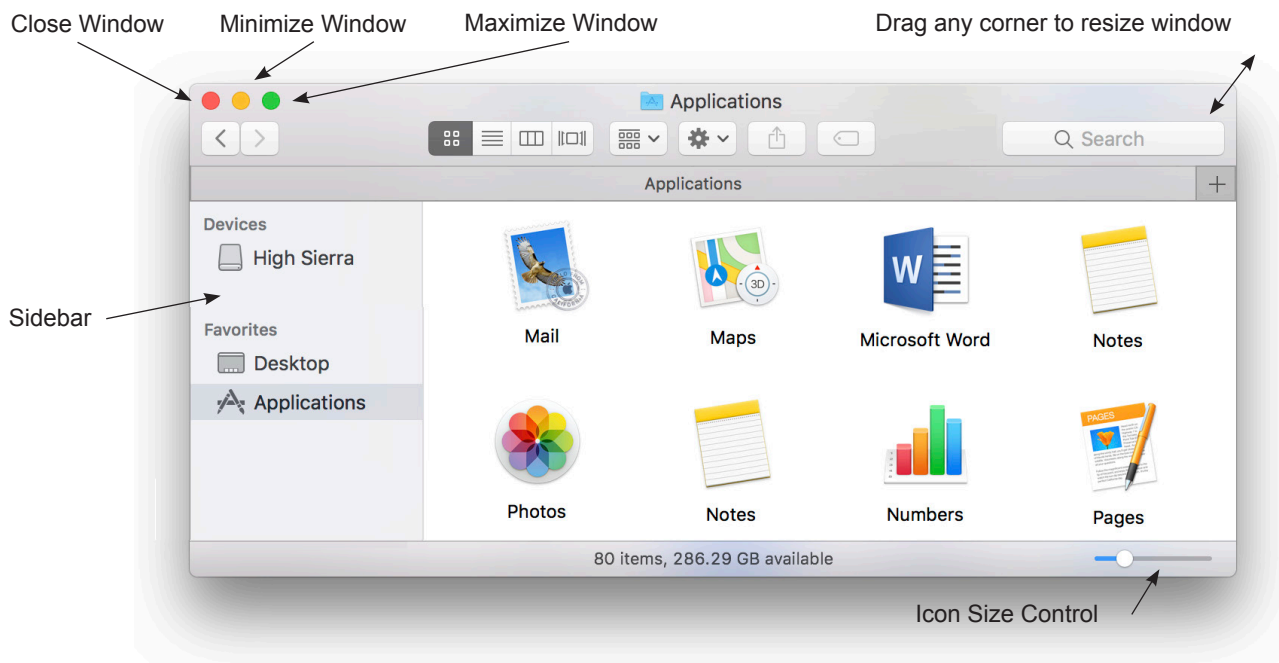 Close Window
Minimize Window
Maximize Window
Drag any corner to resize window
Applications
Search
Applications
Devices
High Sierra
Sidebar
Favorites
Desktop
Applications
Mail
3D
Maps
W
Microsoft Word
Notes
Photos
Notes
Numbers
PAGES
Pages
80 items, 286.29 GB available
Icon Size Control